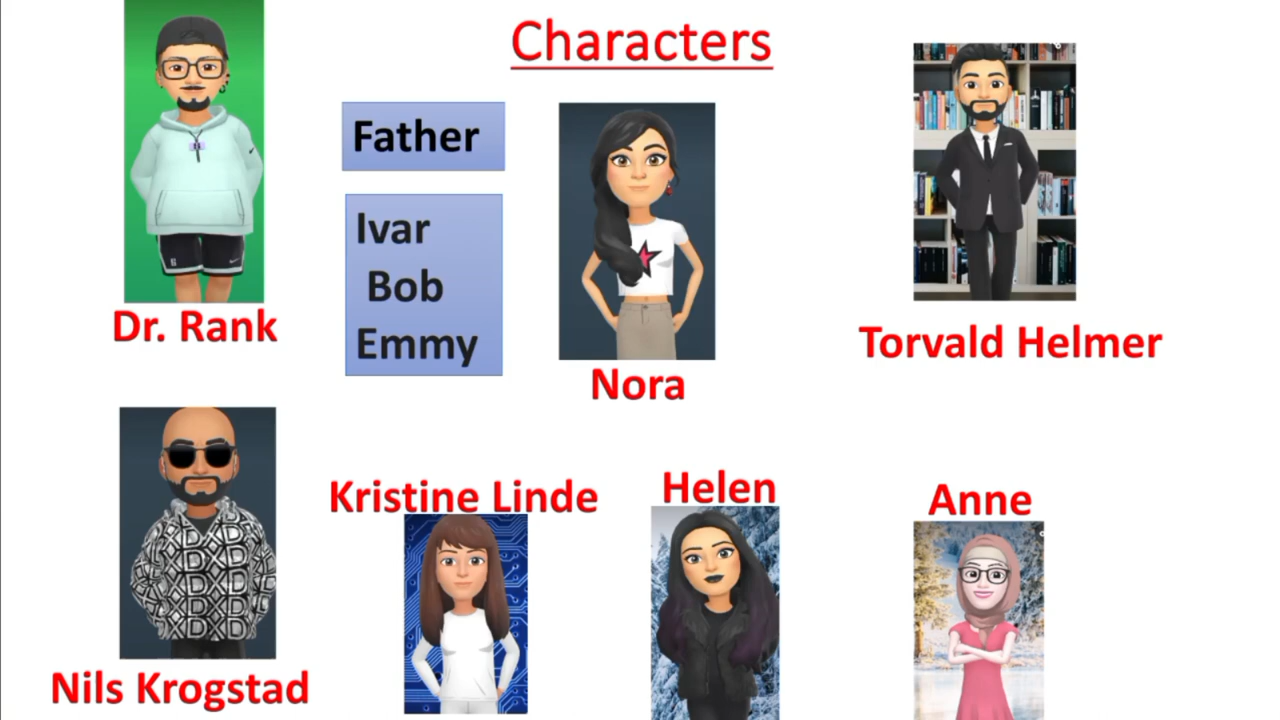 Characters
Father
Ivar
Bob
Emmy
Dr. Rank
Nora
Torvald Helmer
Nils Krogstad
Kristine Linde
Helen
Anne